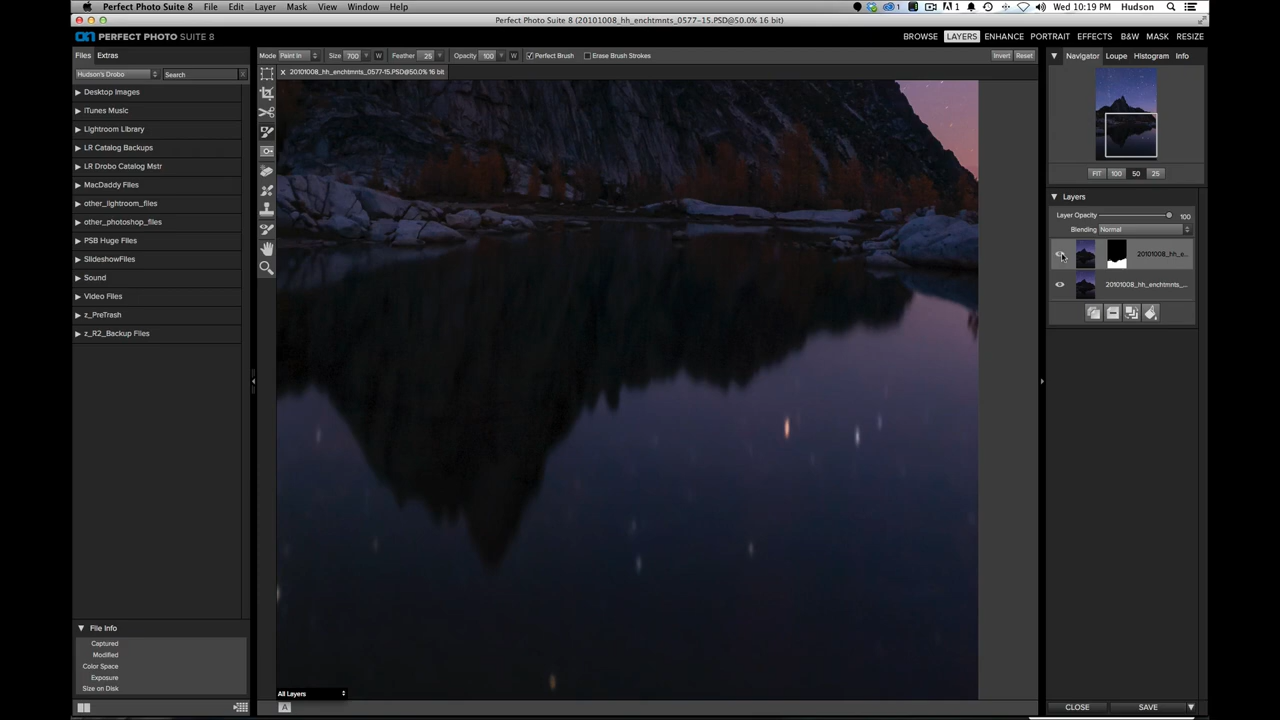 Perfect Photo Suite 8 File Edit Layer Mask View Window Help 1 1 Wed 10:19 PM Hudson
Perfect Photo Suite 8 (20101008_hh_enchtmnts_0577-15.PSD@50.0% 16 bit)
PERFECT PHOTO SUITE 8 BROWSE LAYERS ENHANCE PORTRAIT EFFECTS B&W MASK RESIZE
Files Extras Mode Paint In Size 700 W Feather 25 Opacity 100 W Perfect Brush Erase Brush Strokes Invert Reset Navigator Loupe Histogram Info
Hudson's Drobo Search X × 20101008_hh_enchtmnts_0577-15.PSD@50.0% 16 bit
Desktop Images
iTunes Music
Lightroom Library
LR Catalog Backups
LR Drobo Catalog Mstr
MacDaddy Files
other_lightroom_files
other_photoshop_files
PSB Huge Files
SlideshowFiles
Sound
Video Files
z_PreTrash
z_R2_Backup Files
FIT 100 50 25
Layers
Layer Opacity 100
Blending Normal
20101008_hh_e...
20101008_hh_enchtmnts_...
File Info
Captured
Modified
Color Space
Exposure
Size on Disk
All Layers
A CLOSE SAVE